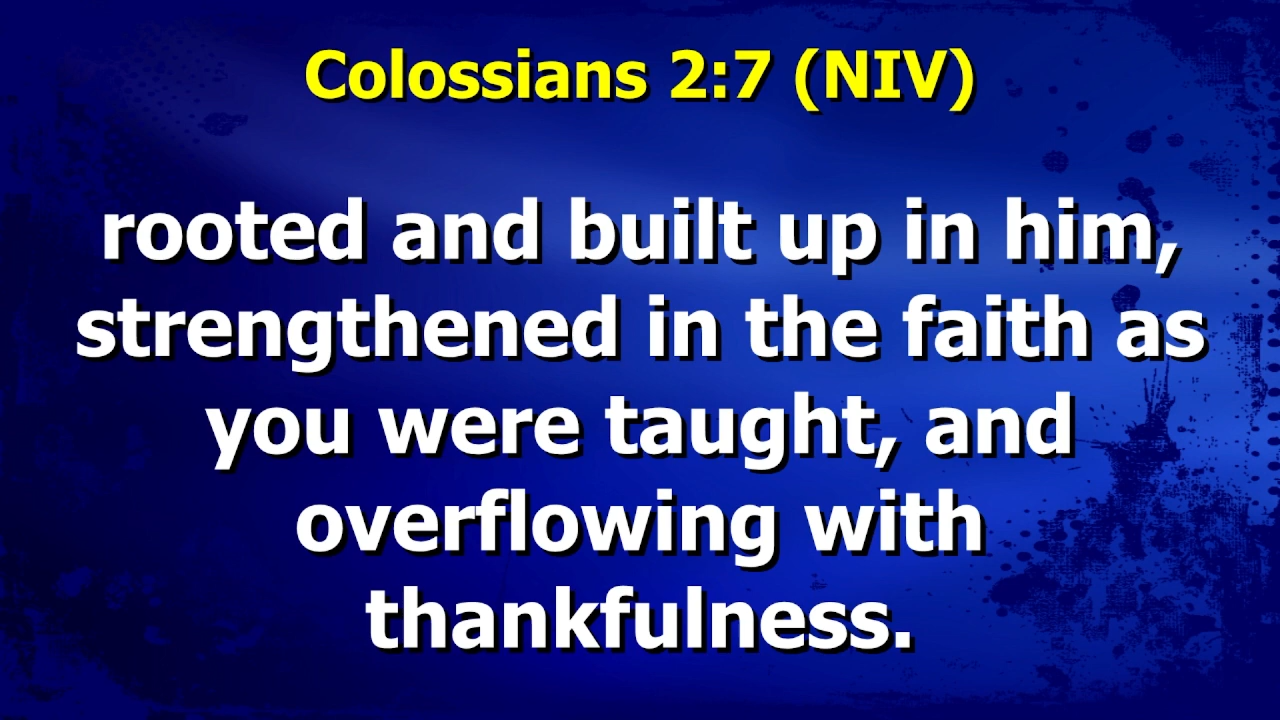 Colossians 2:7 (NIV)
rooted and built up in him,
strengthened in the faith as
you were taught, and
overflowing with
thankfulness.